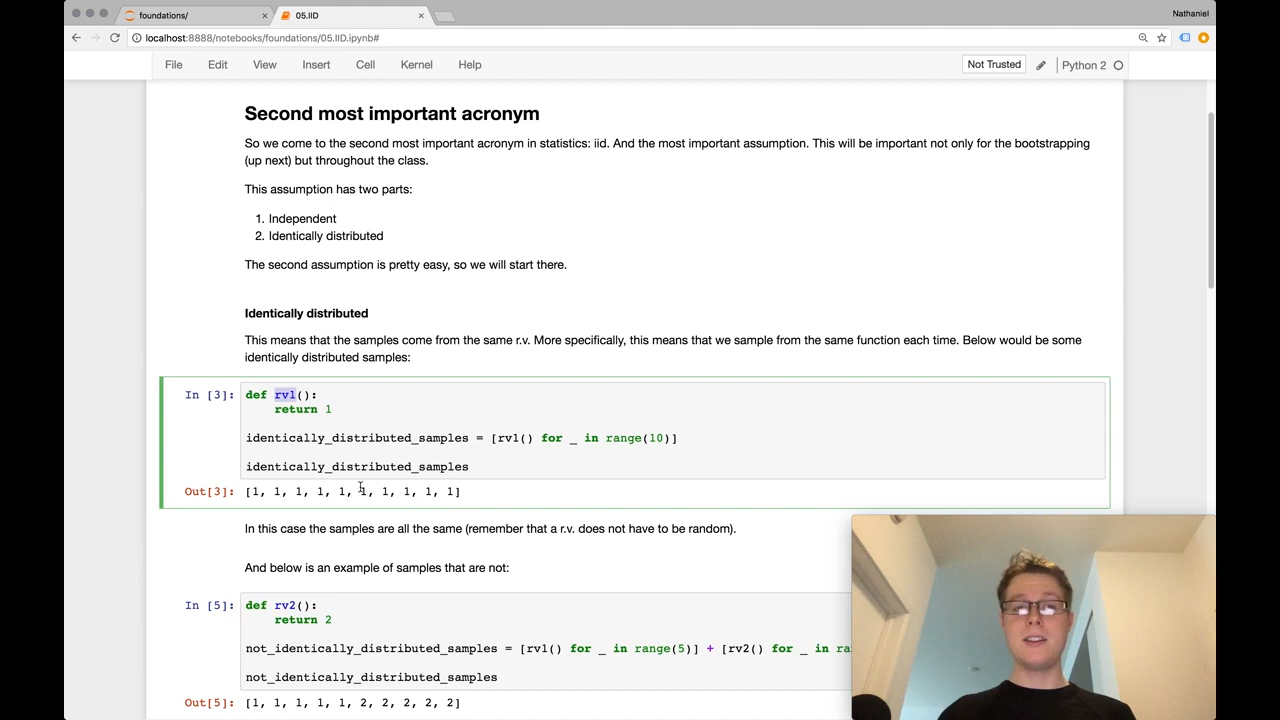 foundations/
05.IID
Nathaniel
localhost:8888/notebooks/foundations/05.IID.ipynb#
File Edit View Insert Cell Kernel Help
Not Trusted
Python 2
Second most important acronym
So we come to the second most important acronym in statistics: iid. And the most important assumption. This will be important not only for the bootstrapping
(up next) but throughout the class.
This assumption has two parts:
1. Independent
2. Identically distributed
The second assumption is pretty easy, so we will start there.
Identically distributed
This means that the samples come from the same r.v. More specifically, this means that we sample from the same function each time. Below would be some
identically distributed samples:
In [3]: def rv1():
return 1
identically_distributed_samples = [rv1() for _ in range(10)]
identically_distributed_samples
Out[3]: [1, 1, 1, 1, 1, 1, 1, 1, 1, 1]
In this case the samples are all the same (remember that a r.v. does not have to be random).
And below is an example of samples that are not:
In [5]: def rv2():
return 2
not_identically_distributed_samples = [rv1() for _ in range(5)] + [rv2() for _ in ra
not_identically_distributed_samples
Out[5]: [1, 1, 1, 1, 1, 2, 2, 2, 2, 2]